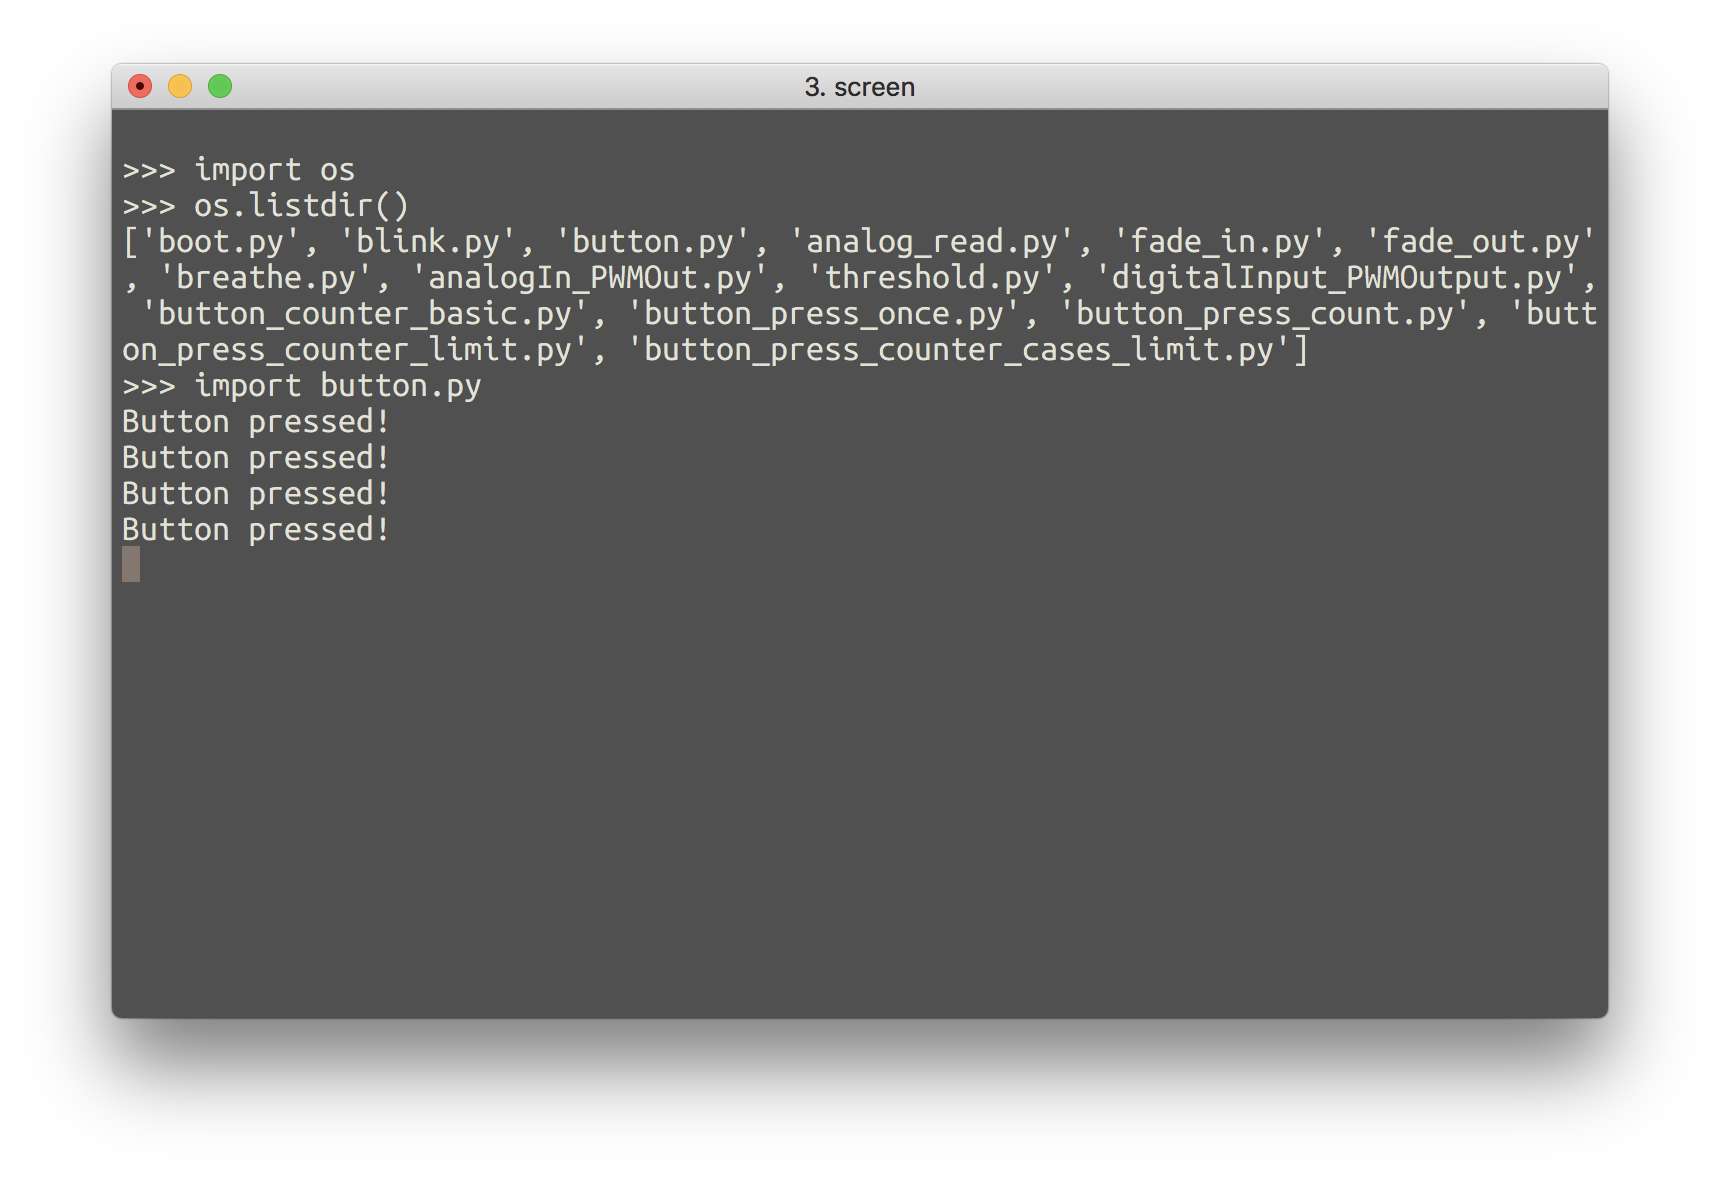 3. screen
>>> import os
>>> os.listdir()
['boot.py', 'blink.py', 'button.py', 'analog_read.py', 'fade_in.py', 'fade_out.py'
, 'breathe.py', 'analogIn_PWMOut.py', 'threshold.py', 'digitalInput_PWMOutput.py',
 'button_counter_basic.py', 'button_press_once.py', 'button_press_count.py', 'butt
on_press_counter_limit.py', 'button_press_counter_cases_limit.py']
>>> import button.py
Button pressed!
Button pressed!
Button pressed!
Button pressed!